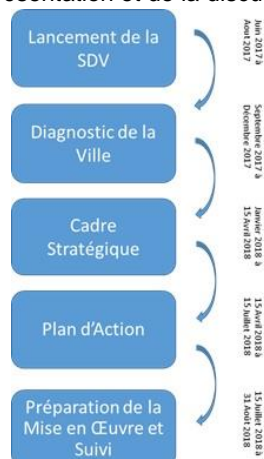 Lancement de la
SDV
Juin 2017 à
Aout 2017
Diagnostic de la
Ville
Septembre 2017 à
Décembre 2017
Cadre
Stratégique
Janvier 2018 à
15 Avril 2018
Plan d'Action
15 Avril 2018 à
15 Juillet 2018
Préparation de la
Mise en Œuvre et
Suivi
15 Juillet 2018 à
31 Août 2018